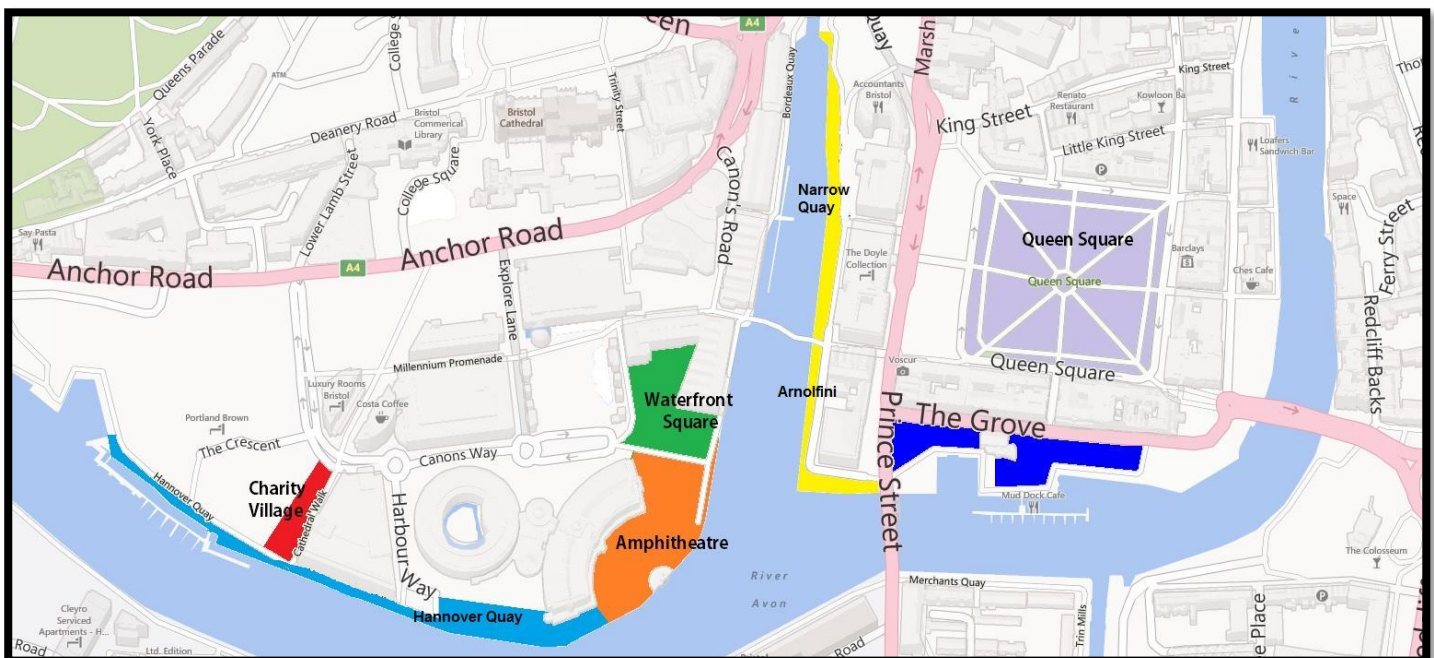 A4
Queens Parade
College S
ATM
York Place
Deanery Road
Bristol
Commerical
Library
Lower Lamb Street
College Square
Bristol
Cathedral
Trinity Street
een
Bordeaux Quay
Quay
Marsh
Accountants
Bristol
King Street
Renato
Restaurant
Kowloon Ba
King Street
Little King Street
P
Loafers
Sandwich Bar
Rive
Tho
Space
Ferry Street
Say Pasta
Anchor Road
A4
Anchor Road
Explore Lane
Canon's Road
Narrow
Quay
The Doyle
Collection
Queen Square
Queen Square
Barclays
Ches Cafe
Redcliff Backs
Millennium Promenade
Luxury Rooms
Bristol
Costa Coffee
Portland Brown
The Crescent
Canons Way
Waterfront
Square
Arnolfini
Voscur
Queen Square
The Grove
Prince Street
Hannover Quay
Charity
Village
Cathedral Walk
Harbour Way
Amphitheatre
Hannover Quay
Mud Dock Cafe
The Colosseum
River
Avon
Merchants Quay
Trin Mills
e Place
P
Cleyro
Serviced
Apartments - H...
Road
Ltd. Edition
Road